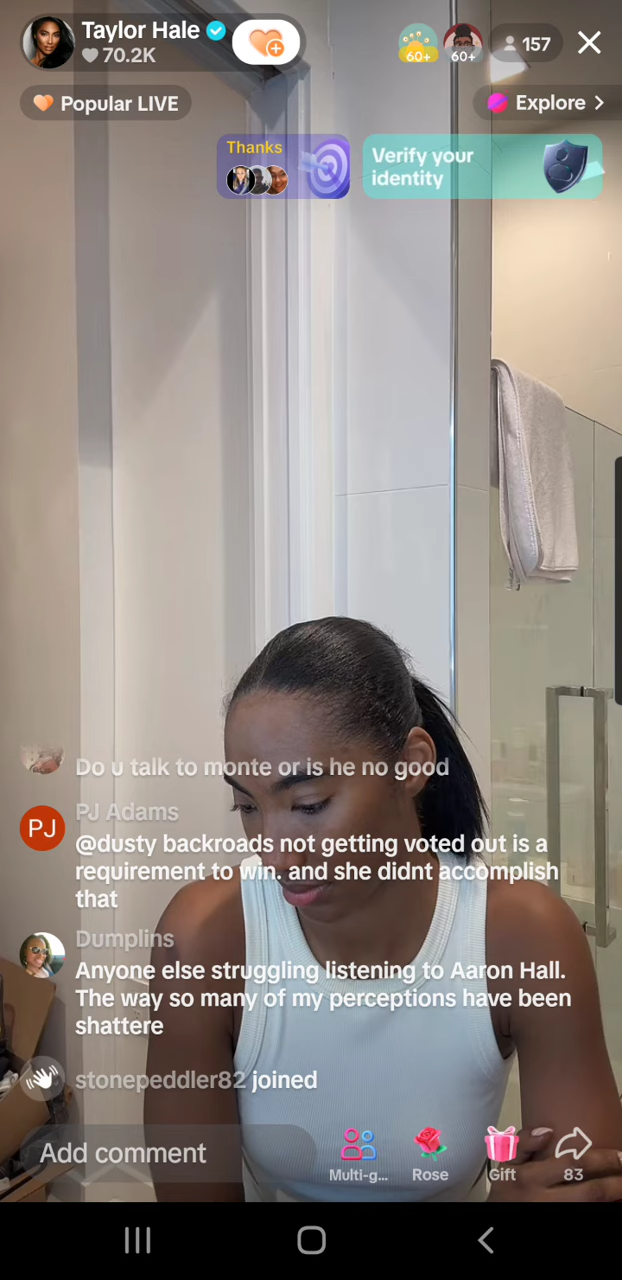 Taylor Hale
70.2K
60+
60+
157
Popular LIVE
Explore
Thanks
Verify your
identity
Do u talk to monte or is he no good
PJ
PJ Adams
@dusty backroads not getting voted out is a
requirement to win. and she didnt accomplish
that
Dumplins
Anyone else struggling listening to Aaron Hall.
The way so many of my perceptions have been
shattere
stonepeddler82 joined
Add comment
Multi-g...
Rose
Gift
83